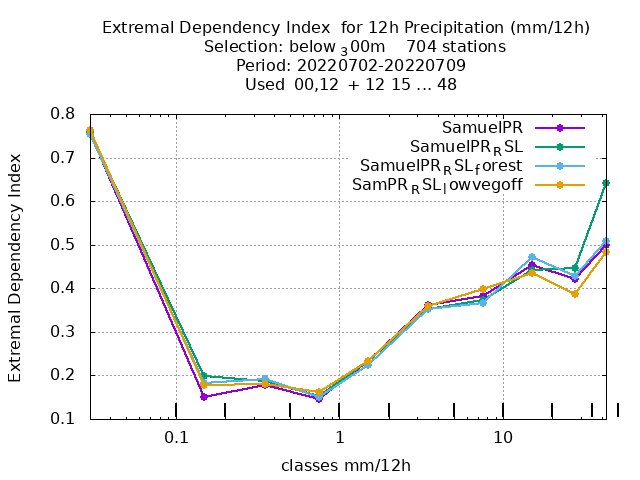 Extremal Dependency Index  for 12h Precipitation (mm/12h)
Selection: below ₃00m    704 stations
Period: 20220702-20220709
Used  00,12  + 12 15 ... 48
SamuelPR
SamuelPR_RSL
SamuelPR_RSL_forest
SamPR_RSL_lowvegoff
0.8
0.7
0.6
0.5
0.4
0.3
0.2
0.1
Extremal Dependency Index
0.1
1
10
classes mm/12h